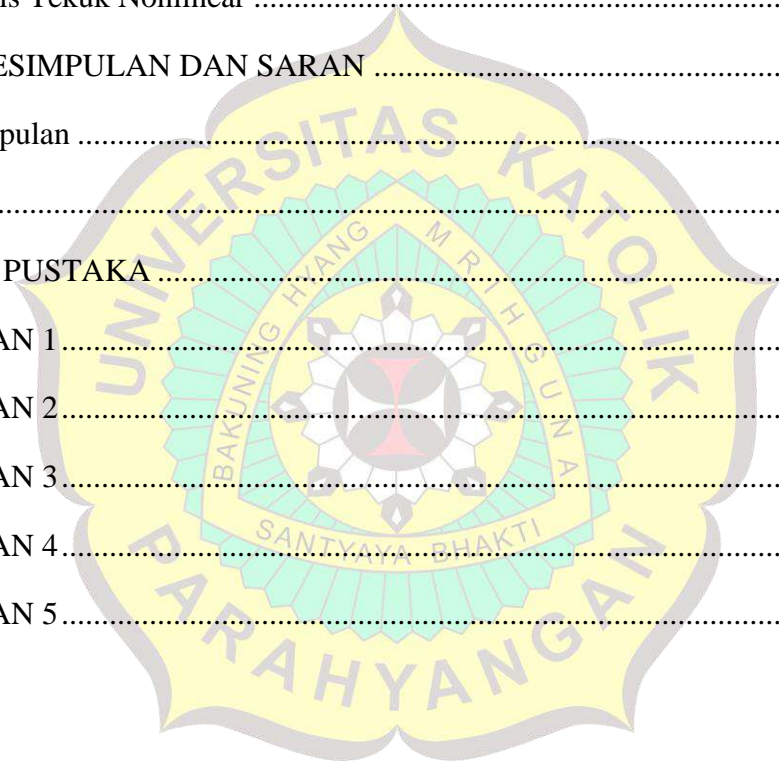 is Tekuk Nonlinear ....................................................................
ESIMPULAN DAN SARAN ....................................................
pulan ..........................................................................................
....................................................................................................
PUSTAKA ................................................................................
AN 1...........................................................................................
AN 2...........................................................................................
AN 3...........................................................................................
AN 4...........................................................................................
AN 5...........................................................................................
UNIVERSITAS KATOLIK
PARAHYANGAN
BAKUNING HYANG MRIH GUNA
SANTYAYA BHAKTI